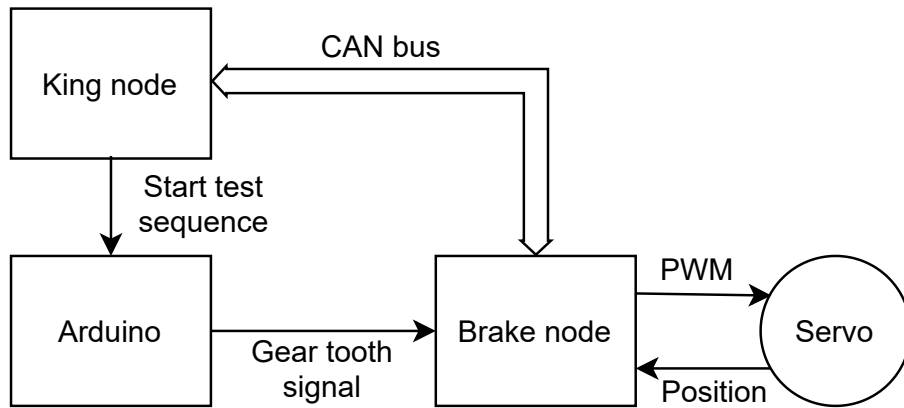 CAN bus
King node
Start test
sequence
Arduino
Gear tooth
signal
Brake node
PWM
Position
Servo